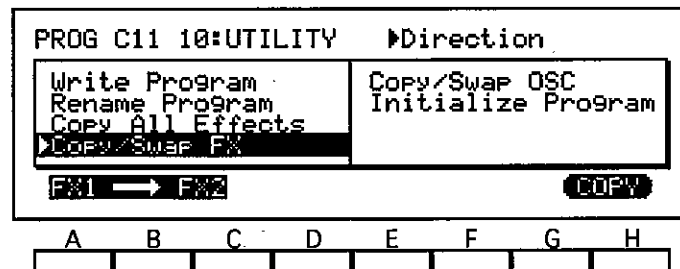 PROG C11 10:UTILITY ▶Direction
Write Program
Rename Program
Copy All Effects
▶Copy/Swap FX
Copy/Swap OSC
Initialize Program
FX1 → FX2 COPY
A B C D E F G H